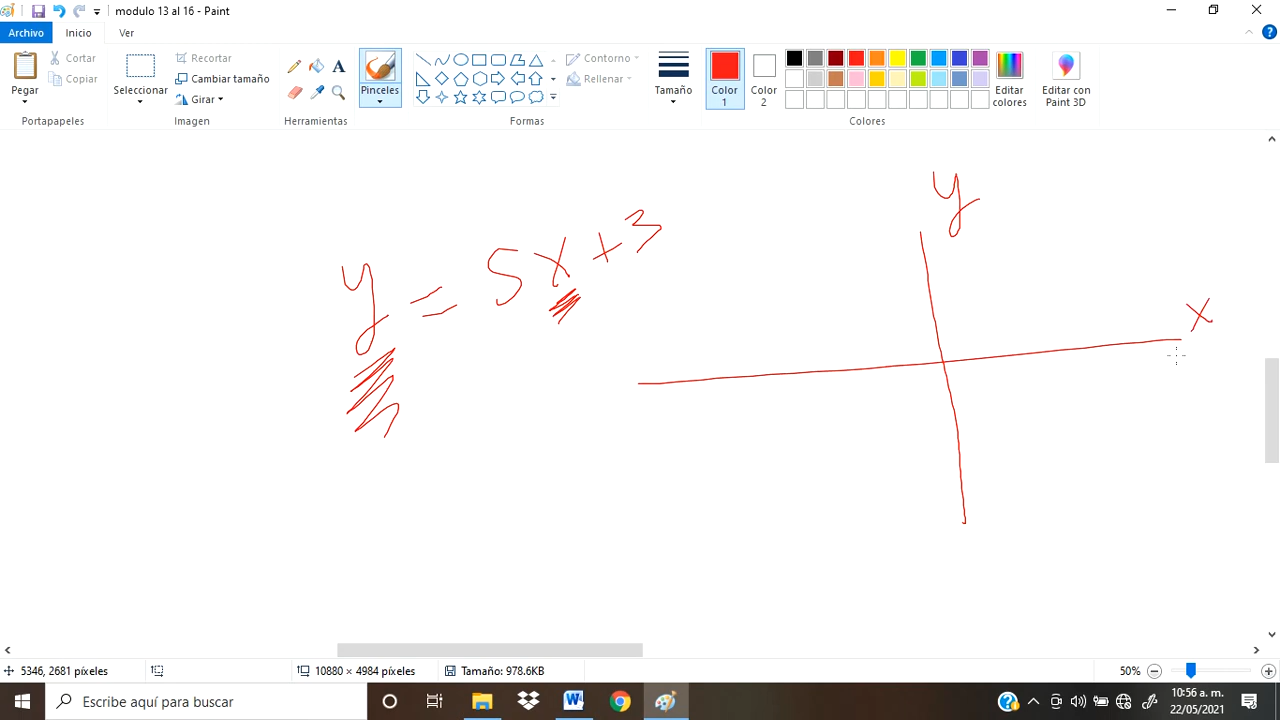 modulo 13 al 16 - Paint
Archivo Inicio Ver
Pegar
Cortar
Copiar
Portapapeles
Seleccionar
Recortar
Cambiar tamaño
Girar
Imagen
A
Herramientas
Pinceles
Formas
Contorno
Rellenar
Tamaño
Color 1
Color 2
Colores
Editar colores
Editar con Paint 3D
y = 5x+3
y
x
5346, 2681 píxeles
10880 × 4984 píxeles
Tamaño: 978.6KB
50%
Escribe aquí para buscar
10:56 a. m.
22/05/2021